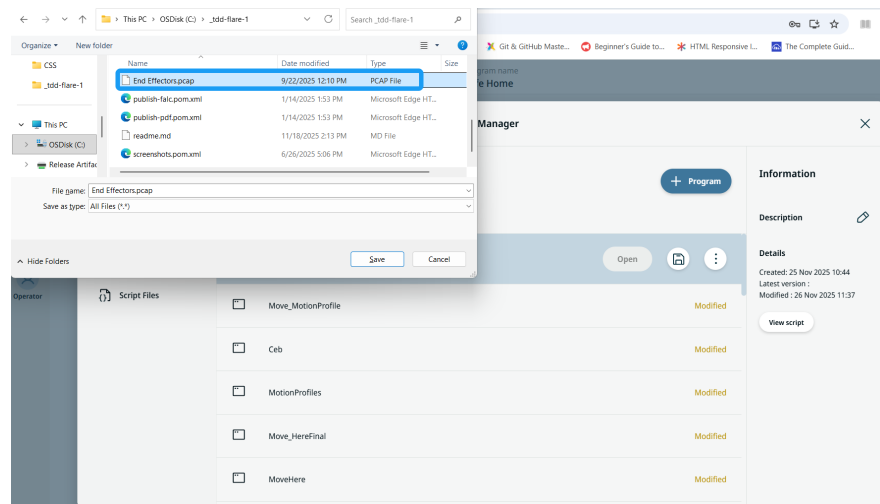 This PC > OSDisk (C:) > _tdd-flare-1
Search _tdd-flare-1
Organize
New folder
CSS
_tdd-flare-1
This PC
OSDisk (C:)
Release Artifac
Name
Date modified
Type
Size
End Effectors.pcap
9/22/2025 12:10 PM
PCAP File
publish-falc.pom.xml
1/14/2025 1:53 PM
Microsoft Edge HT...
publish-pdf.pom.xml
1/14/2025 1:53 PM
Microsoft Edge HT...
readme.md
11/18/2025 2:13 PM
MD File
screenshots.pom.xml
6/26/2025 5:06 PM
Microsoft Edge HT...
File name: End Effectors.pcap
Save as type: All Files (*.*)
Hide Folders
Save
Cancel
Git & GitHub Maste...
Beginner's Guide to...
HTML Responsive I...
The Complete Guid...
gram name
e Home
Manager
+ Program
Open
Operator
{} Script Files
Move_MotionProfile
Modified
Ceb
Modified
MotionProfiles
Modified
Move_HereFinal
Modified
MoveHere
Modified
Information
Description
Details
Created: 25 Nov 2025 10:44
Latest version :
Modified : 26 Nov 2025 11:37
View script